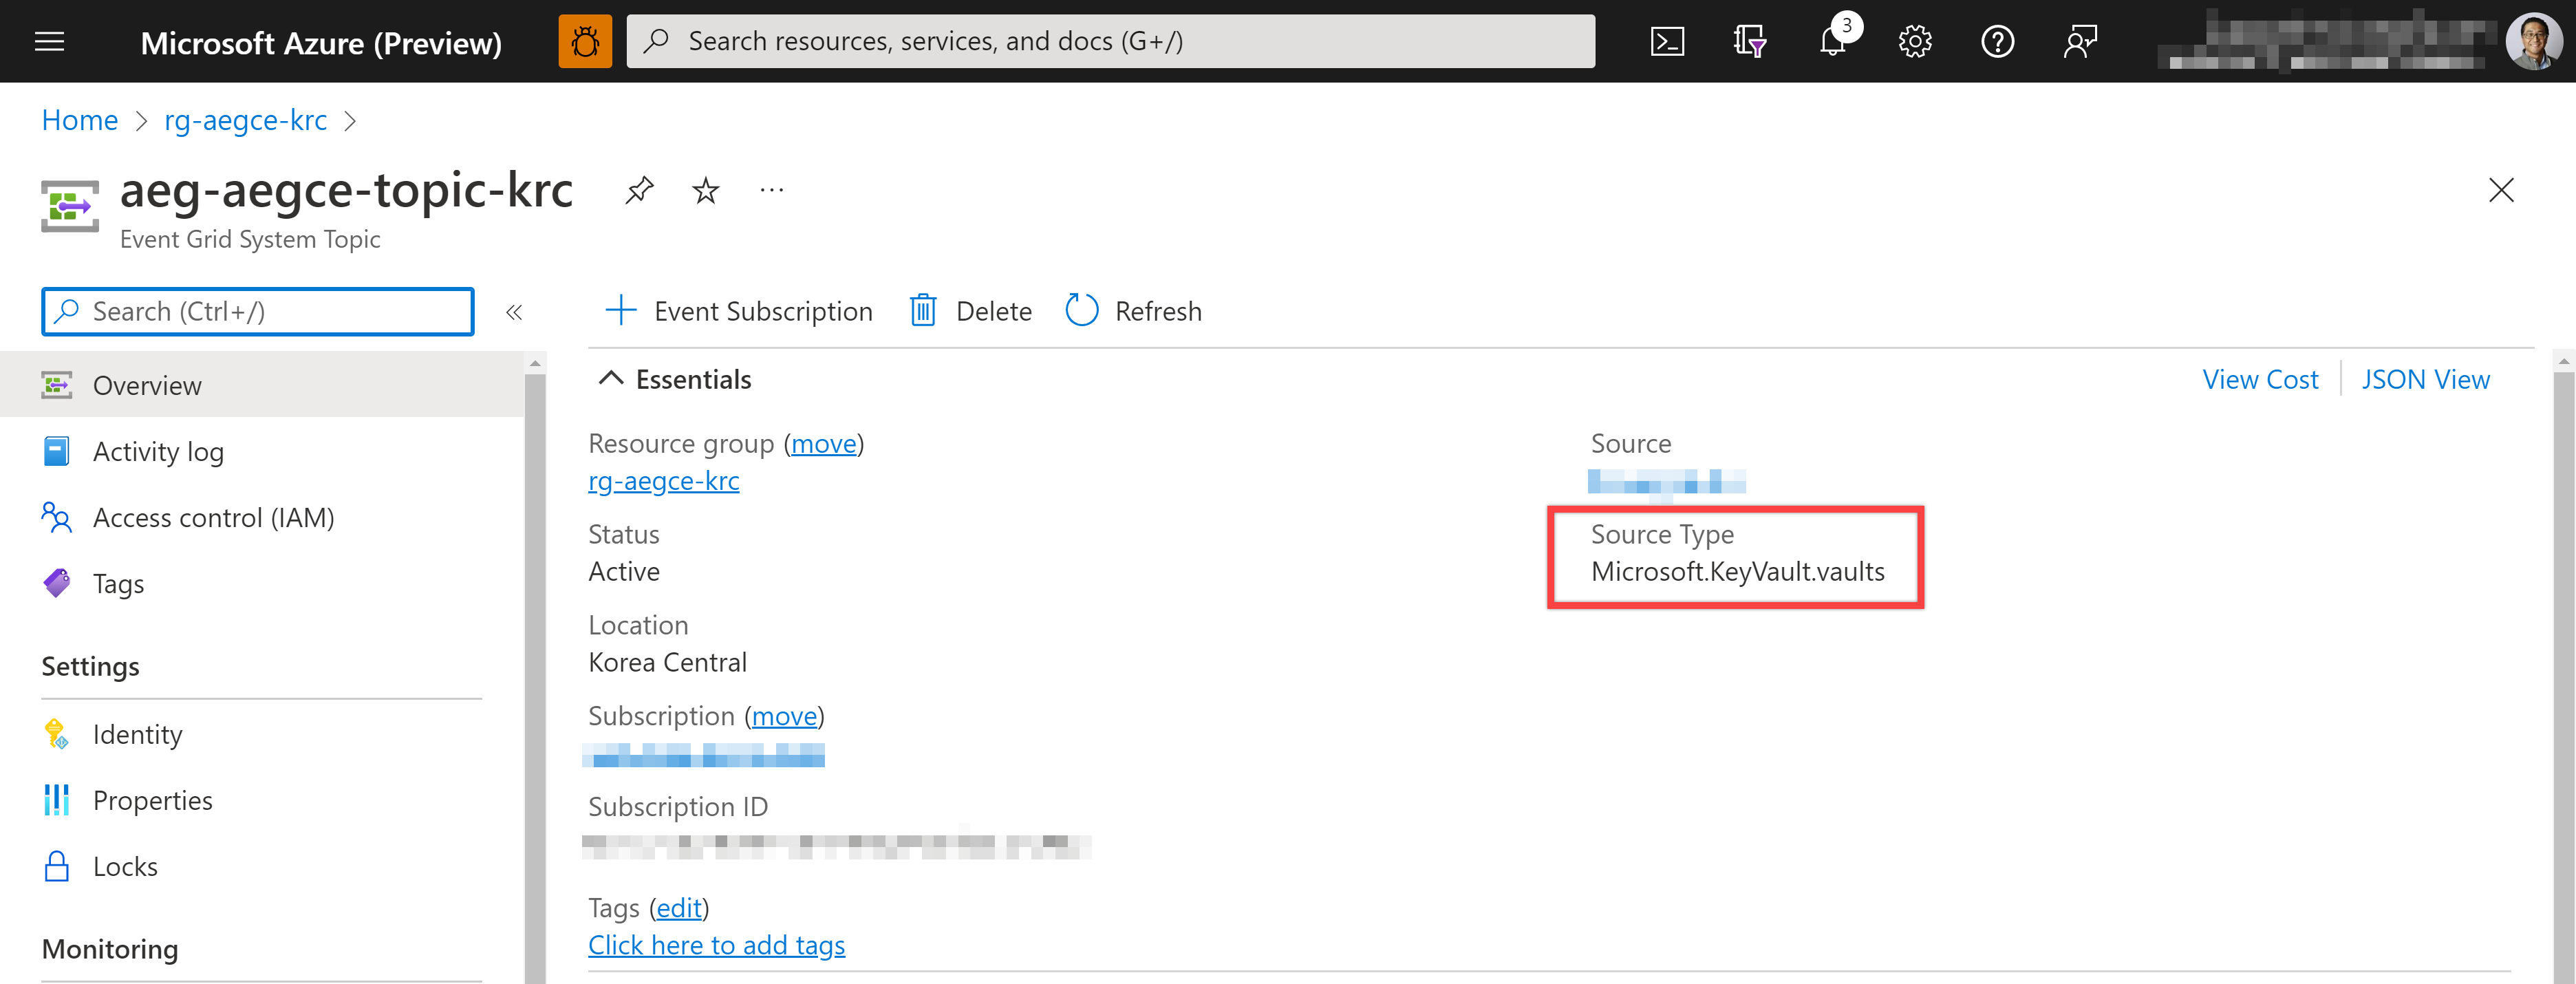 Microsoft Azure (Preview)
Search resources, services, and docs (G+/)
3
Home > rg-aegce-krc >
aeg-aegce-topic-krc
Event Grid System Topic
Search (Ctrl+/)
Event Subscription
Delete
Refresh
Overview
Activity log
Access control (IAM)
Tags
Settings
Identity
Properties
Locks
Monitoring
Essentials
View Cost
JSON View
Resource group (move)
rg-aegce-krc
Status
Active
Location
Korea Central
Subscription (move)
Subscription ID
Tags (edit)
Click here to add tags
Source
Source Type
Microsoft.KeyVault.vaults